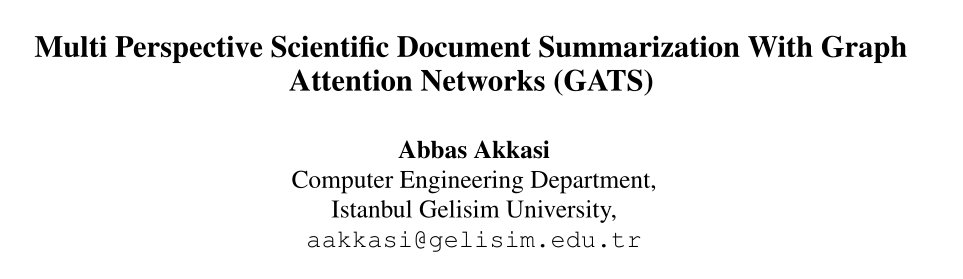 Multi Perspective Scientific Document Summarization With Graph
Attention Networks (GATS)
Abbas Akkasi
Computer Engineering Department,
Istanbul Gelisim University,
aakkasi@gelisim.edu.tr